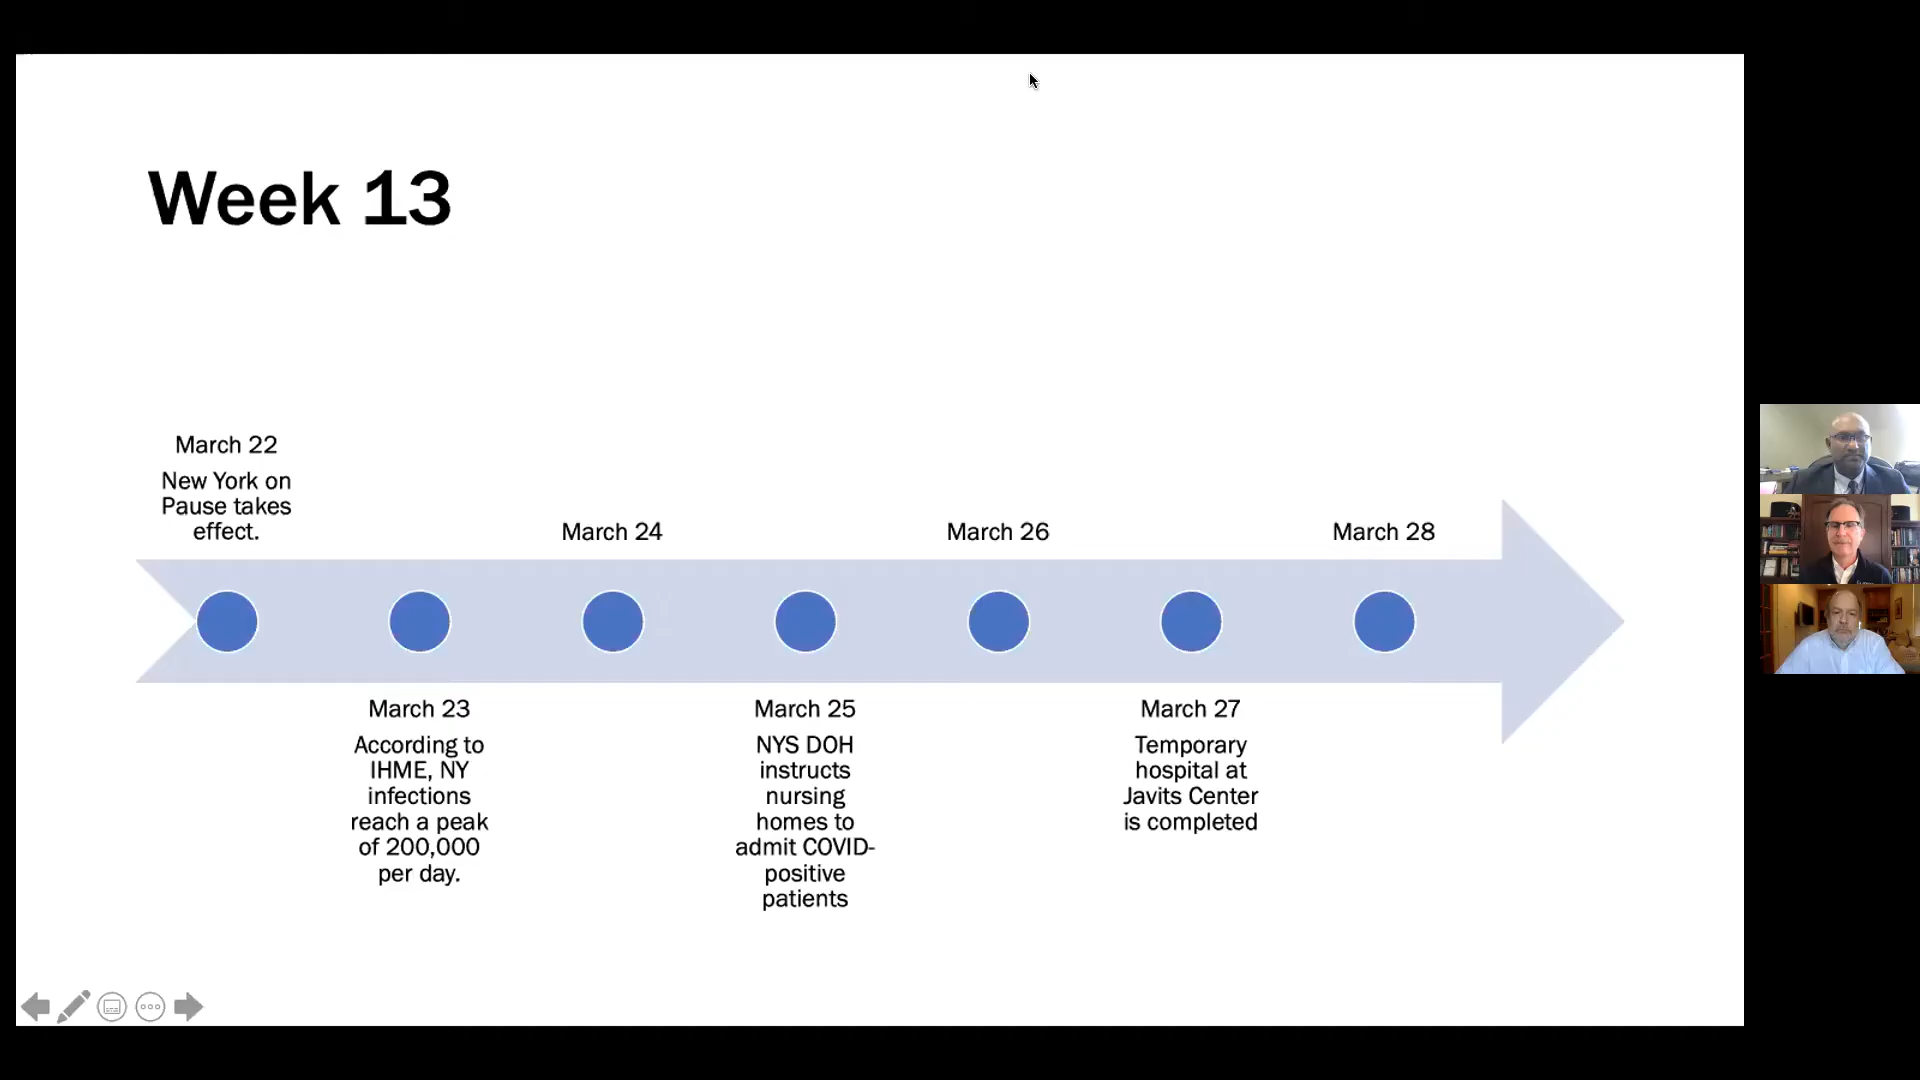 Week 13
March 22
New York on
Pause takes
effect.
March 23
According to
IHME, NY
infections
reach a peak
of 200,000
per day.
March 24
March 25
NYS DOH
instructs
nursing
homes to
admit COVID-
positive
patients
March 26
March 27
Temporary
hospital at
Javits Center
is completed
March 28